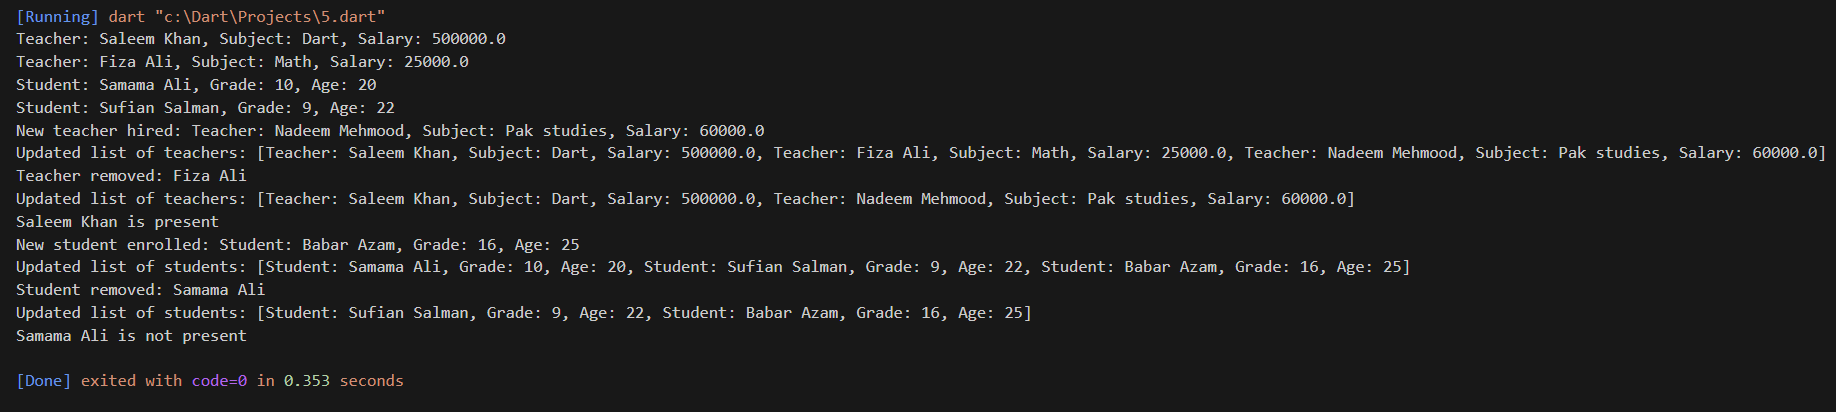 [Running] dart "c:\Dart\Projects\5.dart"
Teacher: Saleem Khan, Subject: Dart, Salary: 500000.0
Teacher: Fiza Ali, Subject: Math, Salary: 25000.0
Student: Samama Ali, Grade: 10, Age: 20
Student: Sufian Salman, Grade: 9, Age: 22
New teacher hired: Teacher: Nadeem Mehmood, Subject: Pak studies, Salary: 60000.0
Updated list of teachers: [Teacher: Saleem Khan, Subject: Dart, Salary: 500000.0, Teacher: Fiza Ali, Subject: Math, Salary: 25000.0, Teacher: Nadeem Mehmood, Subject: Pak studies, Salary: 60000.0]
Teacher removed: Fiza Ali
Updated list of teachers: [Teacher: Saleem Khan, Subject: Dart, Salary: 500000.0, Teacher: Nadeem Mehmood, Subject: Pak studies, Salary: 60000.0]
Saleem Khan is present
New student enrolled: Student: Babar Azam, Grade: 16, Age: 25
Updated list of students: [Student: Samama Ali, Grade: 10, Age: 20, Student: Sufian Salman, Grade: 9, Age: 22, Student: Babar Azam, Grade: 16, Age: 25]
Student removed: Samama Ali
Updated list of students: [Student: Sufian Salman, Grade: 9, Age: 22, Student: Babar Azam, Grade: 16, Age: 25]
Samama Ali is not present
[Done] exited with code=0 in 0.353 seconds